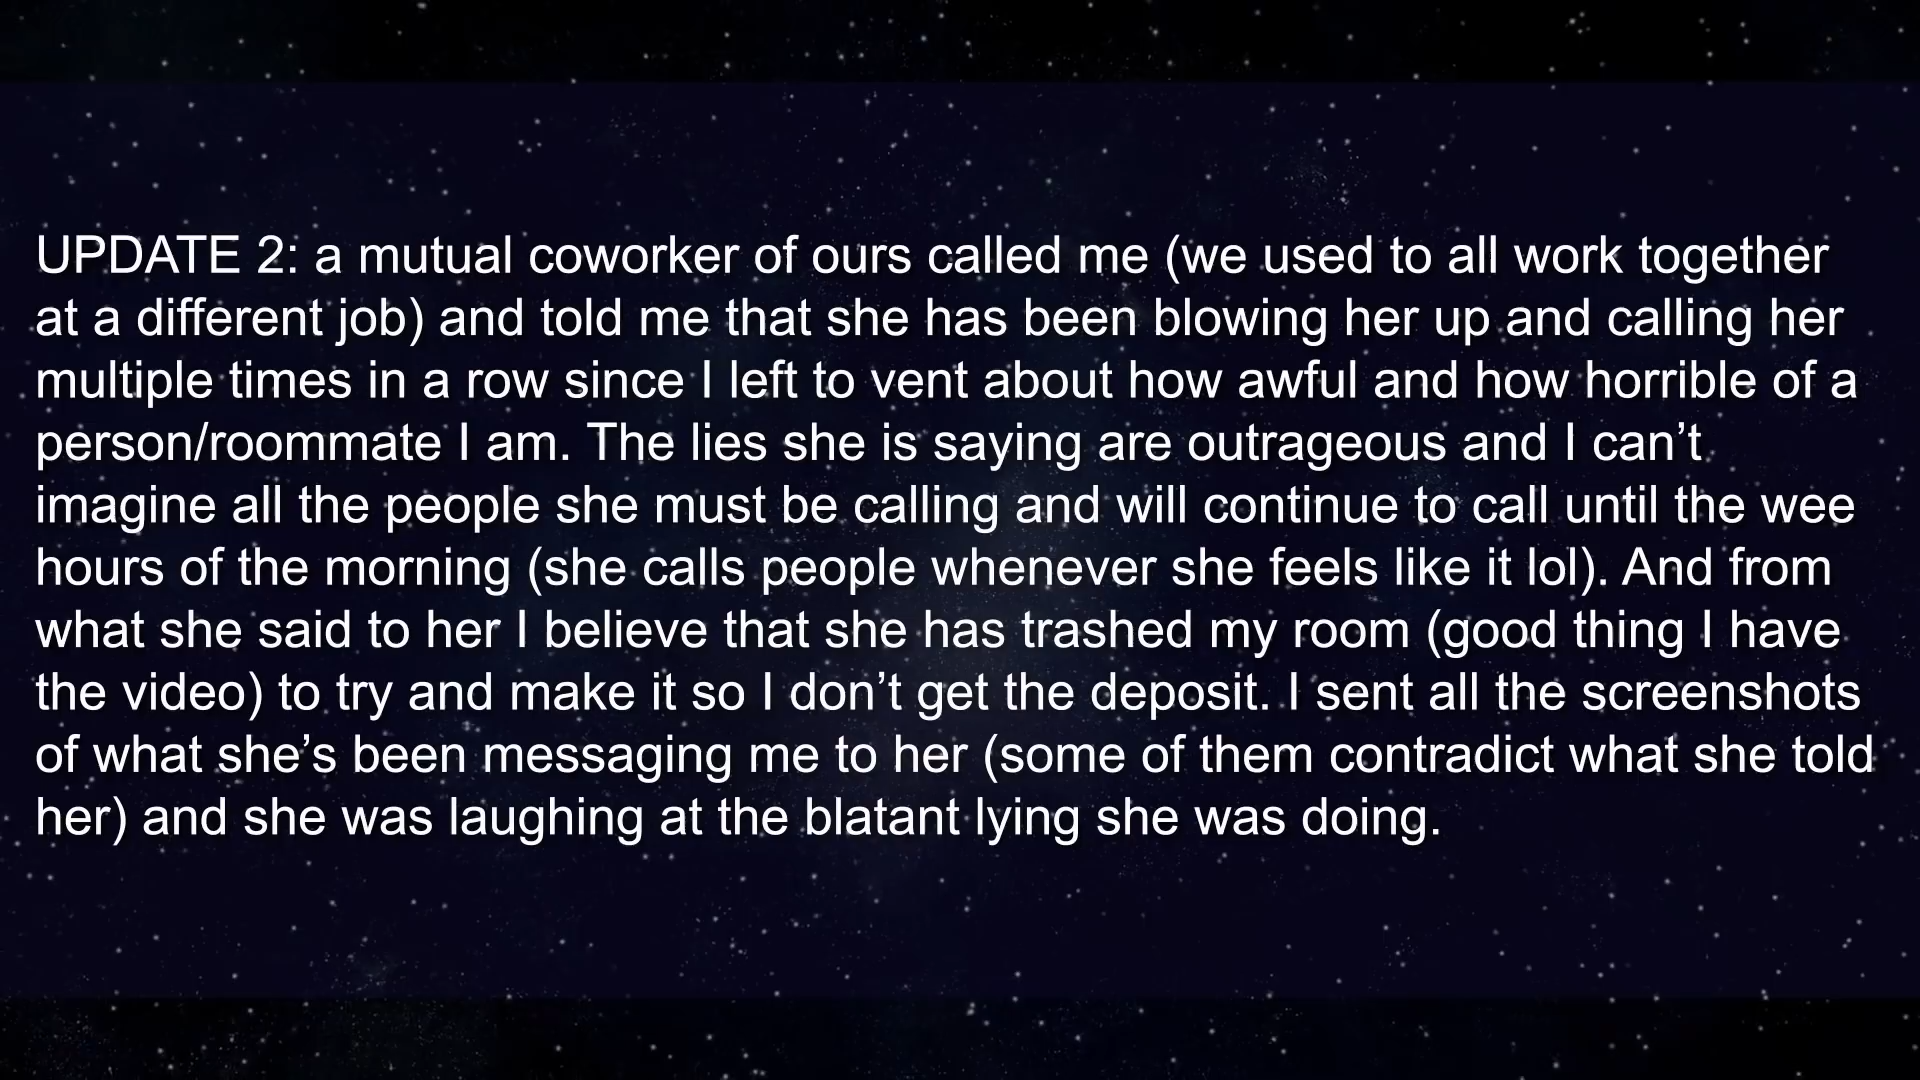 UPDATE 2: a mutual coworker of ours called me (we used to all work together
at a different job) and told me that she has been blowing her up and calling her
multiple times in a row since I left to vent about how awful and how horrible of a
person/roommate I am. The lies she is saying are outrageous and I can’t
imagine all the people she must be calling and will continue to call until the wee
hours of the morning (she calls people whenever she feels like it lol). And from
what she said to her I believe that she has trashed my room (good thing I have
the video) to try and make it so I don’t get the deposit. I sent all the screenshots
of what she’s been messaging me to her (some of them contradict what she told
her) and she was laughing at the blatant lying she was doing.